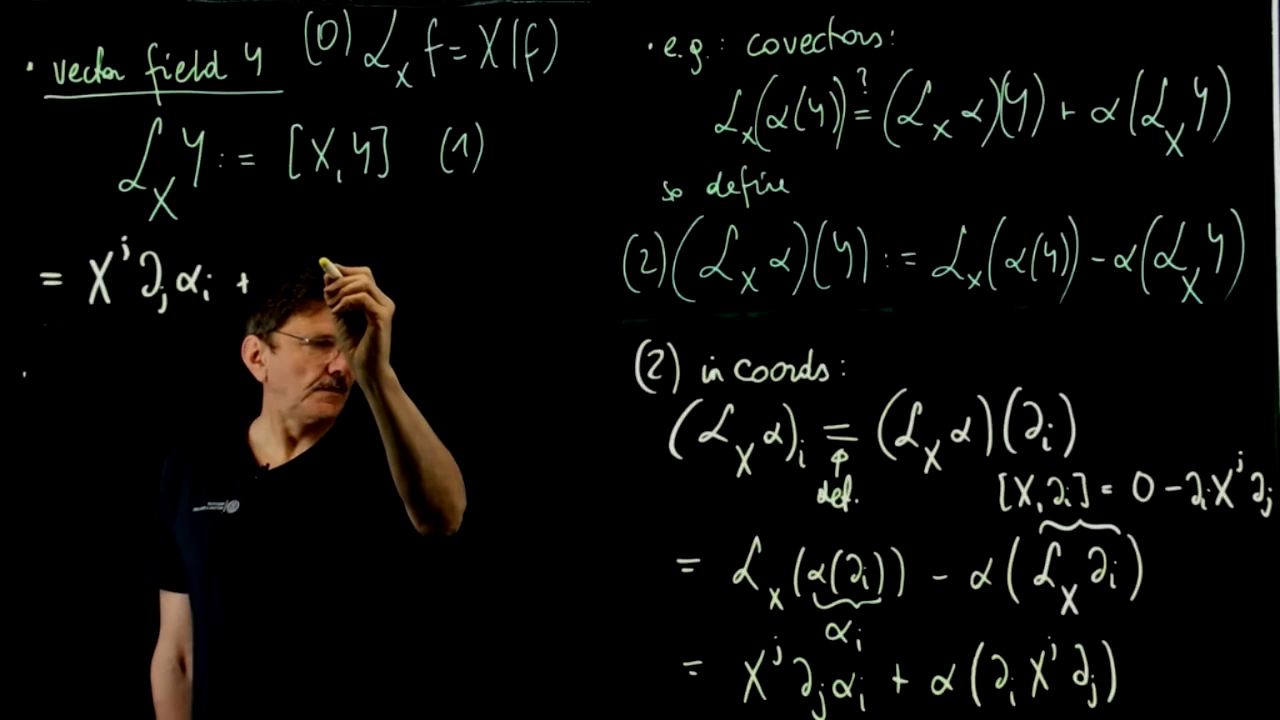 · vector field Y (0) ℒ_X f = X(f)
ℒ_X Y := [X,Y] (1)
= X^j ∂_j α_i +
· e.g.: covectors:
ℒ_X(α(Y)) ?= (ℒ_X α)(Y) + α(ℒ_X Y)
so define
(2) (ℒ_X α)(Y) := ℒ_X(α(Y)) - α(ℒ_X Y)
(2) in coords:
(ℒ_X α)_i = (ℒ_X α)(∂_i)
↑
def.
[X,∂_i] = 0 - ∂_i X^j ∂_j
= ℒ_X(α(∂_i)) - α(ℒ_X ∂_i)
α_i
= X^j ∂_j α_i + α(∂_i X^j ∂_j)